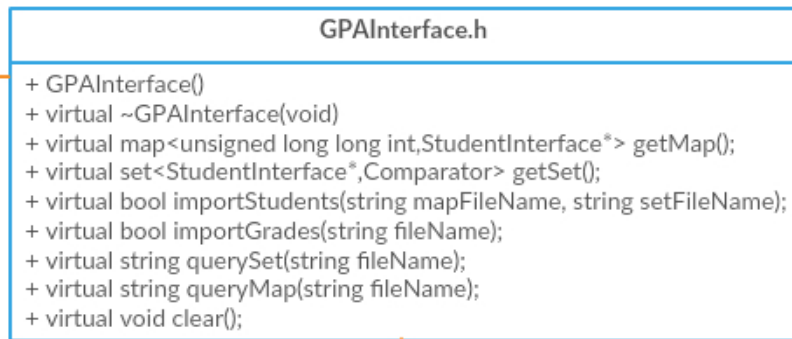 GPAInterface.h
+ GPAInterface()
+ virtual ~GPAInterface(void)
+ virtual map<unsigned long long int,StudentInterface*> getMap();
+ virtual set<StudentInterface*,Comparator> getSet();
+ virtual bool importStudents(string mapFileName, string setFileName);
+ virtual bool importGrades(string fileName);
+ virtual string querySet(string fileName);
+ virtual string queryMap(string fileName);
+ virtual void clear();